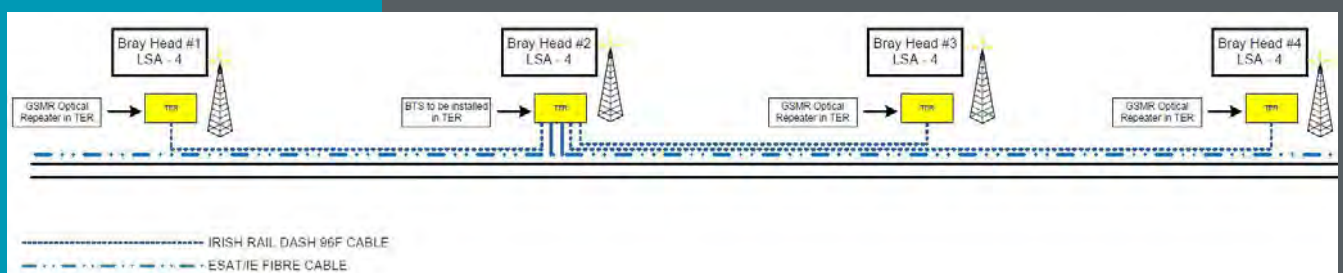 Bray Head #1
LSA - 4
Bray Head #2
LSA - 4
Bray Head #3
LSA - 4
Bray Head #4
LSA - 4
GSMR Optical
Repeater in TER
TER
BTS to be installed
in TER
TER
GSMR Optical
Repeater in TER
TER
GSMR Optical
Repeater in TER
TER
IRISH RAIL DASH 96F CABLE
ESAT/IE FIBRE CABLE